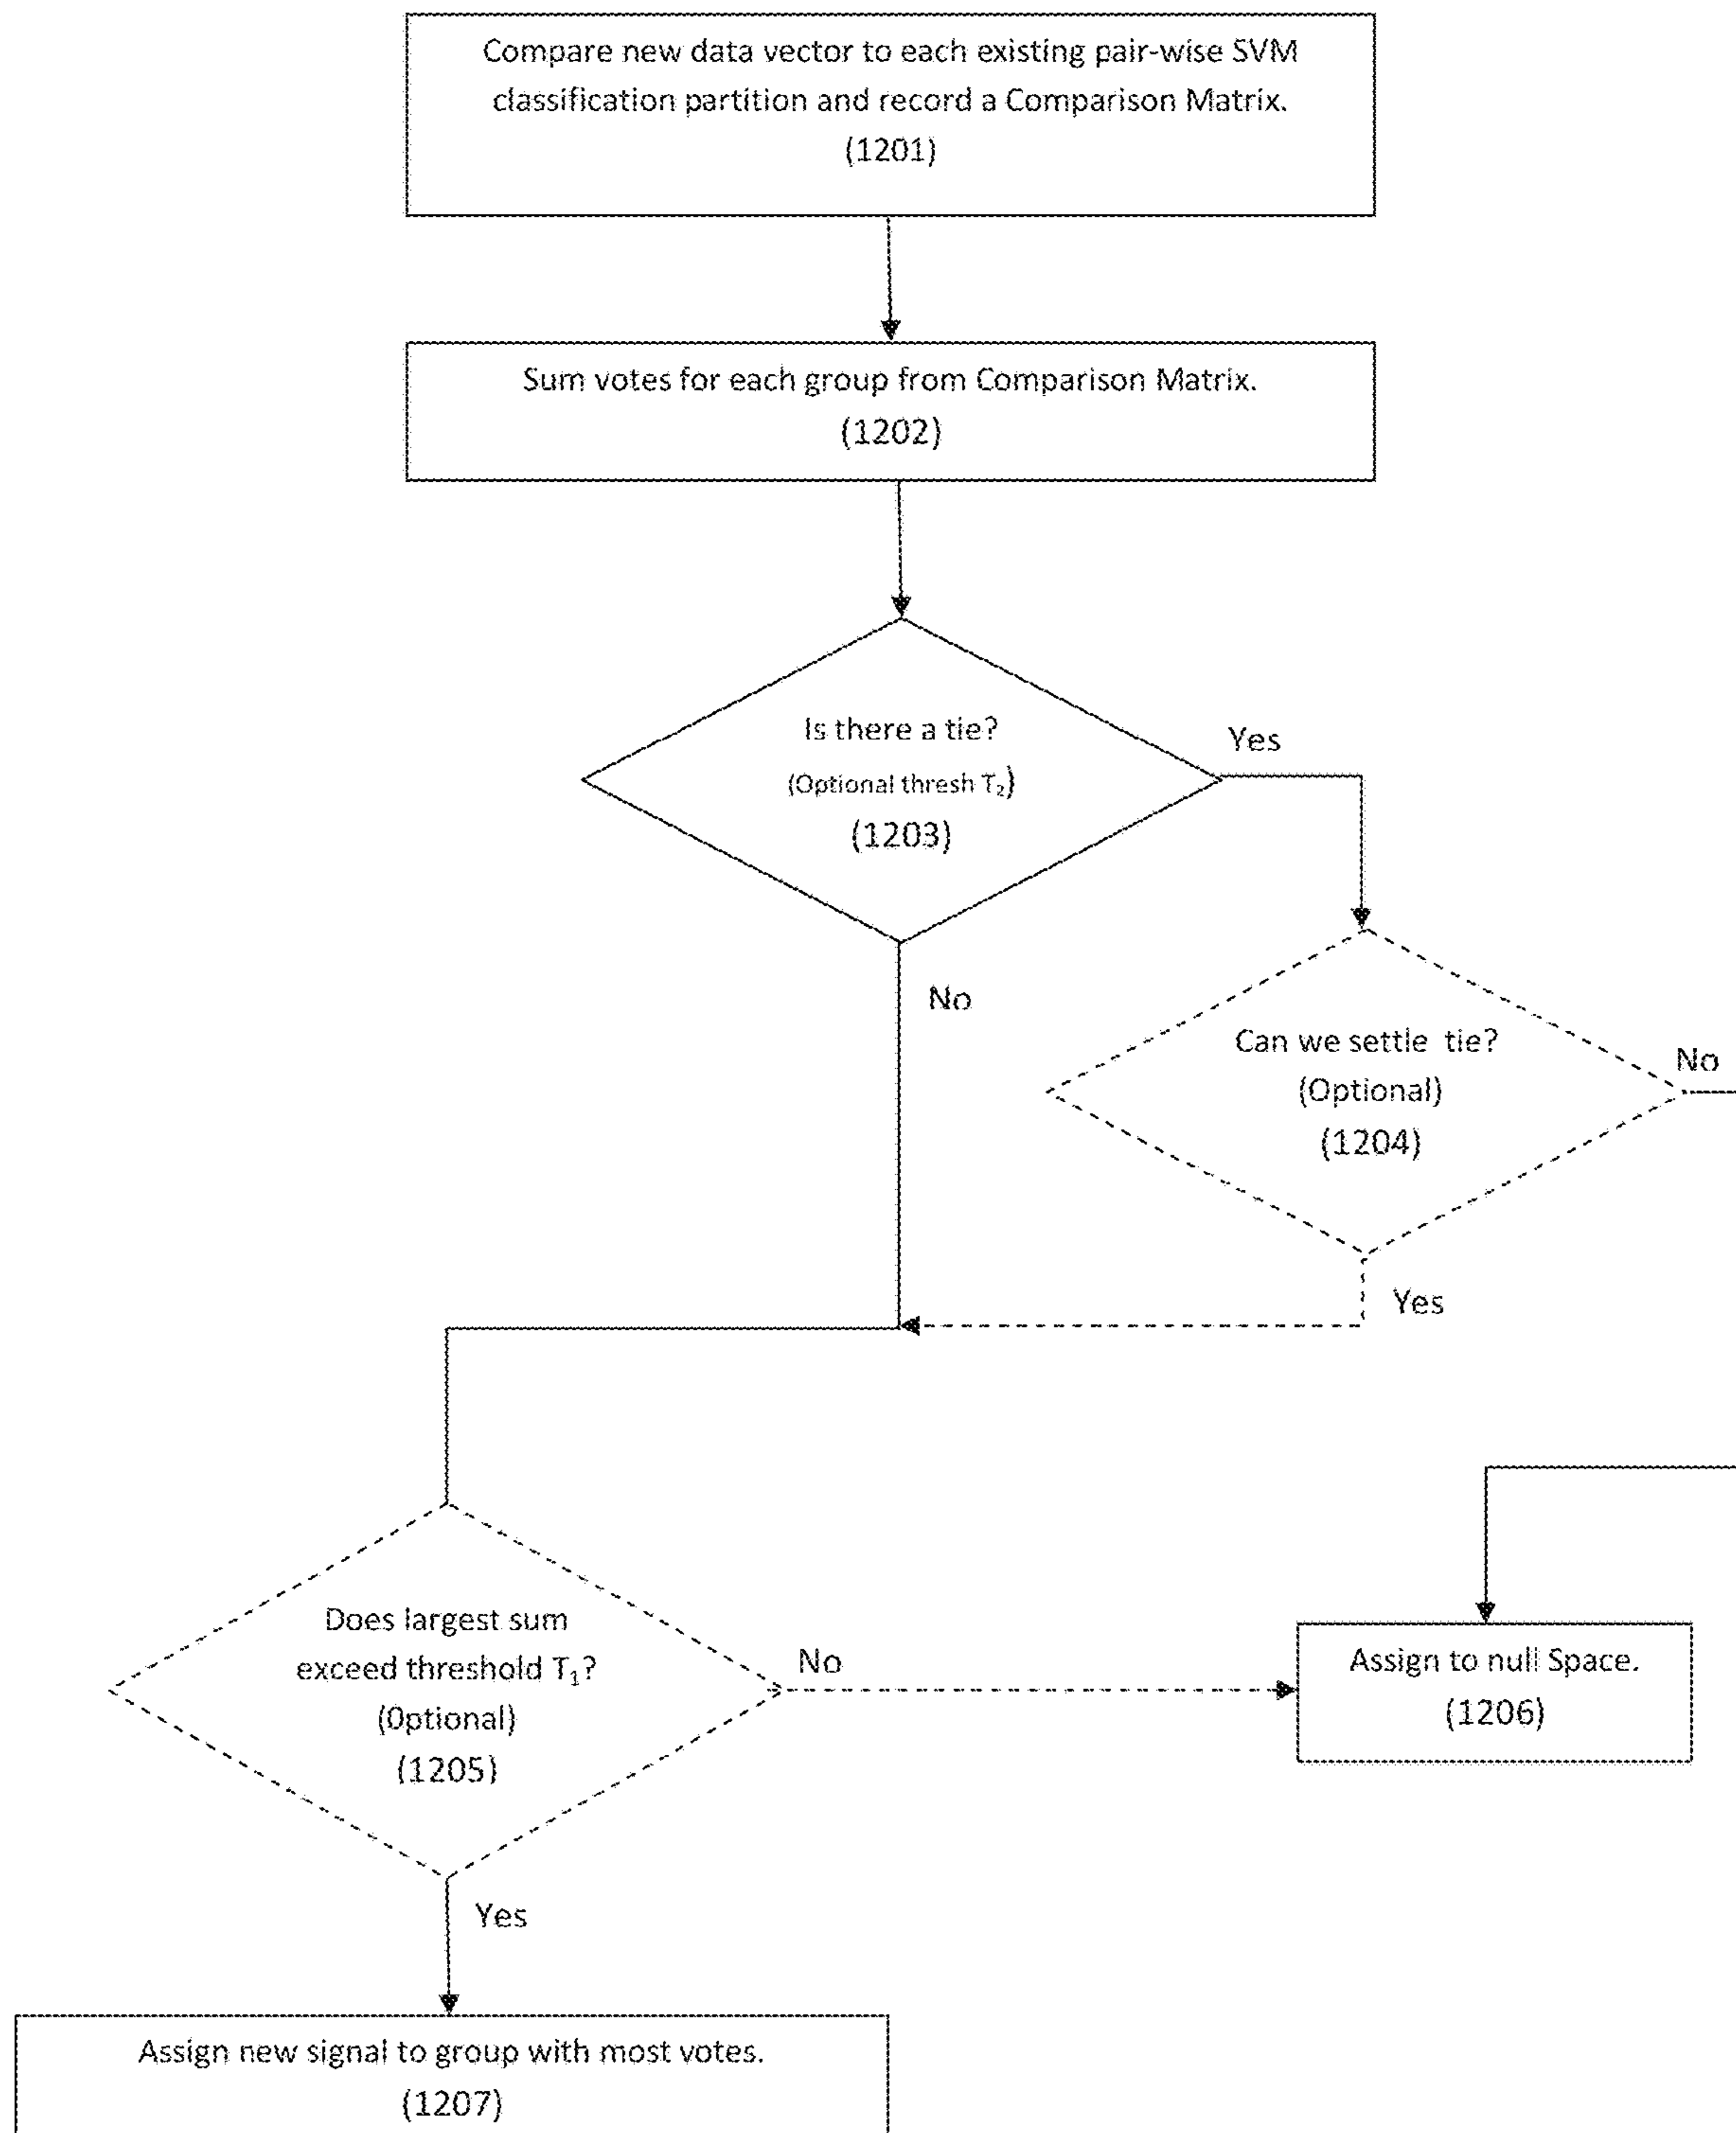 Compare new data vector to each existing pair-wise SVM
classification partition and record a Comparison Matrix.
(1201)
Sum votes for each group from Comparison Matrix.
(1202)
Is there a tie?
(Optional thresh T₂)
(1203)
Yes
No
Can we settle tie?
(Optional)
(1204)
No
Yes
Does largest sum
exceed threshold T₁?
(Optional)
(1205)
No
Assign to null Space.
(1206)
Yes
Assign new signal to group with most votes.
(1207)